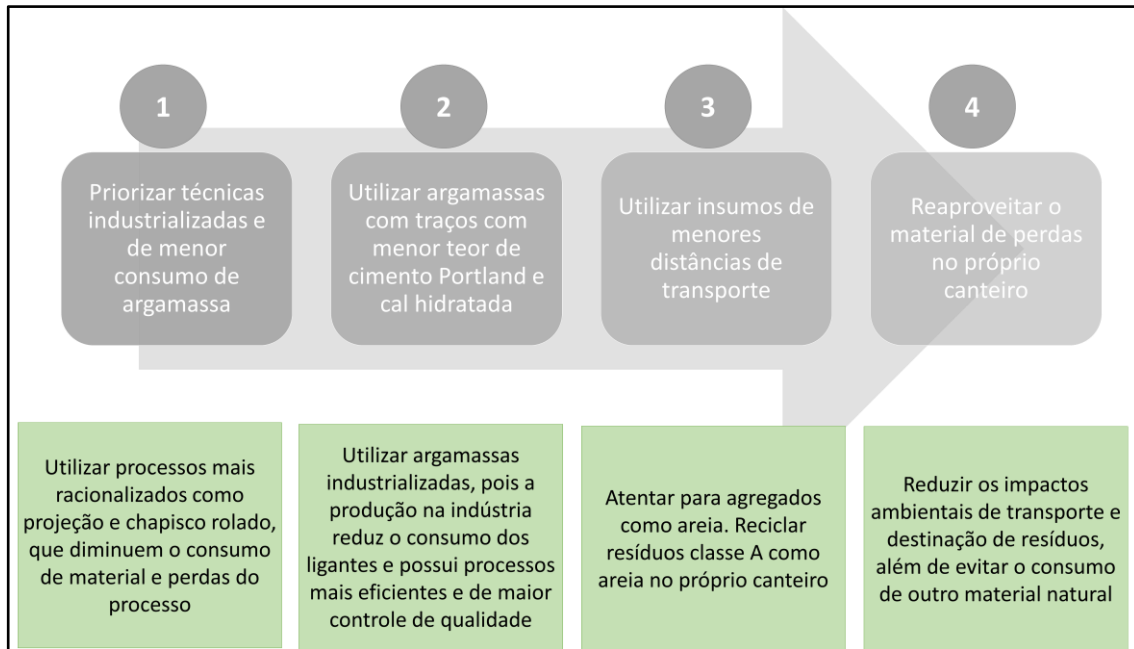 1
Priorizar técnicas
industrializadas e
de menor
consumo de
argamassa
2
Utilizar argamassas
com traços com
menor teor de
cimento Portland e
cal hidratada
3
Utilizar insumos de
menores
distâncias de
transporte
4
Reaproveitar o
material de perdas
no próprio
canteiro
Utilizar processos mais
racionalizados como
projeção e chapisco rolado,
que diminuem o consumo
de material e perdas do
processo
Utilizar argamassas
industrializadas, pois a
produção na indústria
reduz o consumo dos
ligantes e possui processos
mais eficientes e de maior
controle de qualidade
Atentar para agregados
como areia. Reciclar
resíduos classe A como
areia no próprio canteiro
Reduzir os impactos
ambientais de transporte e
destinação de resíduos,
além de evitar o consumo
de outro material natural